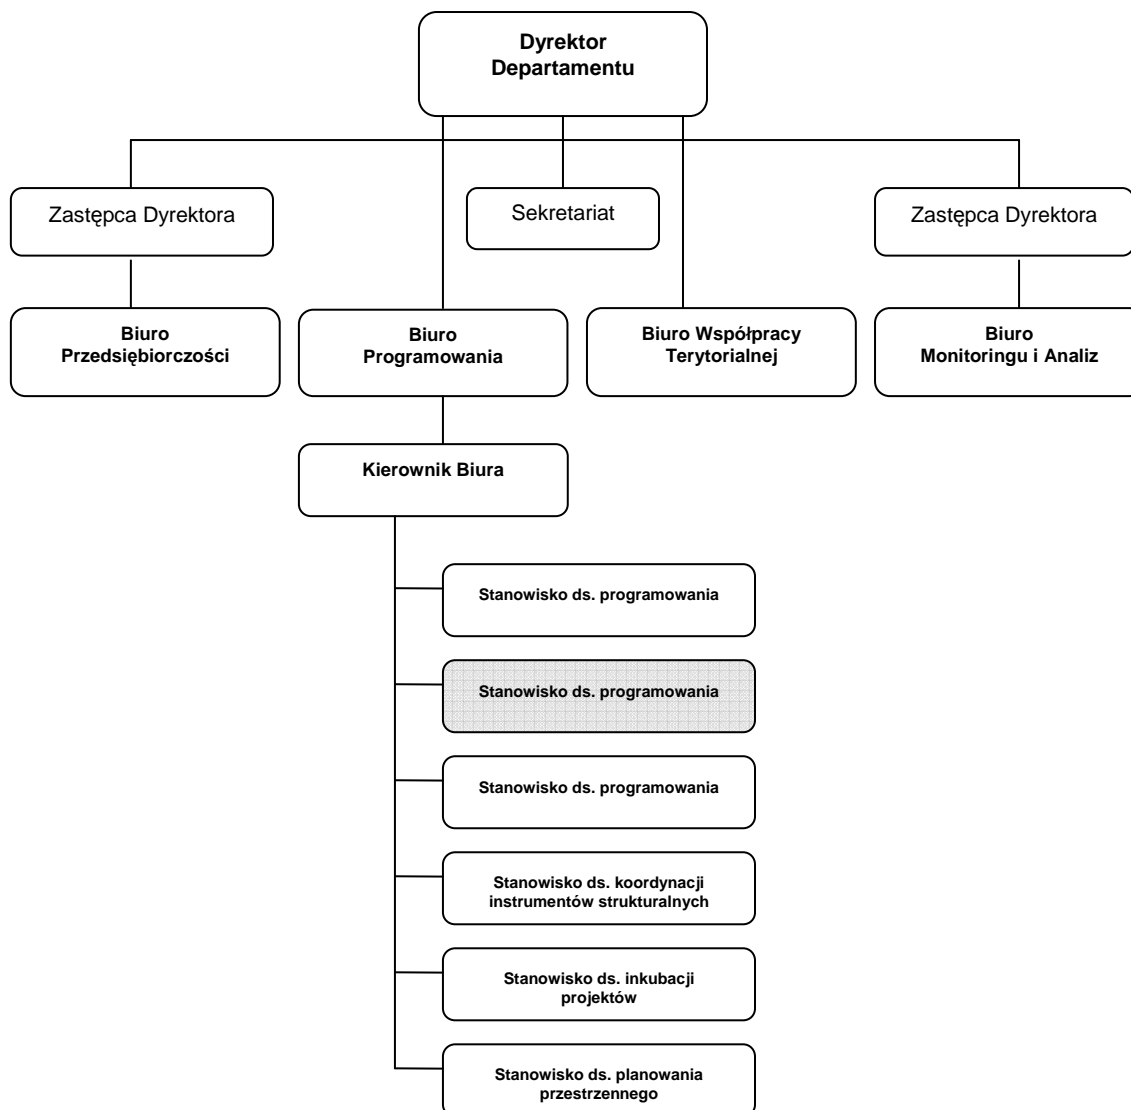 Dyrektor
Departamentu
Zastępca Dyrektora
Sekretariat
Zastępca Dyrektora
Biuro
Przedsiębiorczości
Biuro
Programowania
Biuro Współpracy
Terytorialnej
Biuro
Monitoringu i Analiz
Kierownik Biura
Stanowisko ds. programowania
Stanowisko ds. programowania
Stanowisko ds. programowania
Stanowisko ds. koordynacji
instrumentów strukturalnych
Stanowisko ds. inkubacji
projektów
Stanowisko ds. planowania
przestrzennego